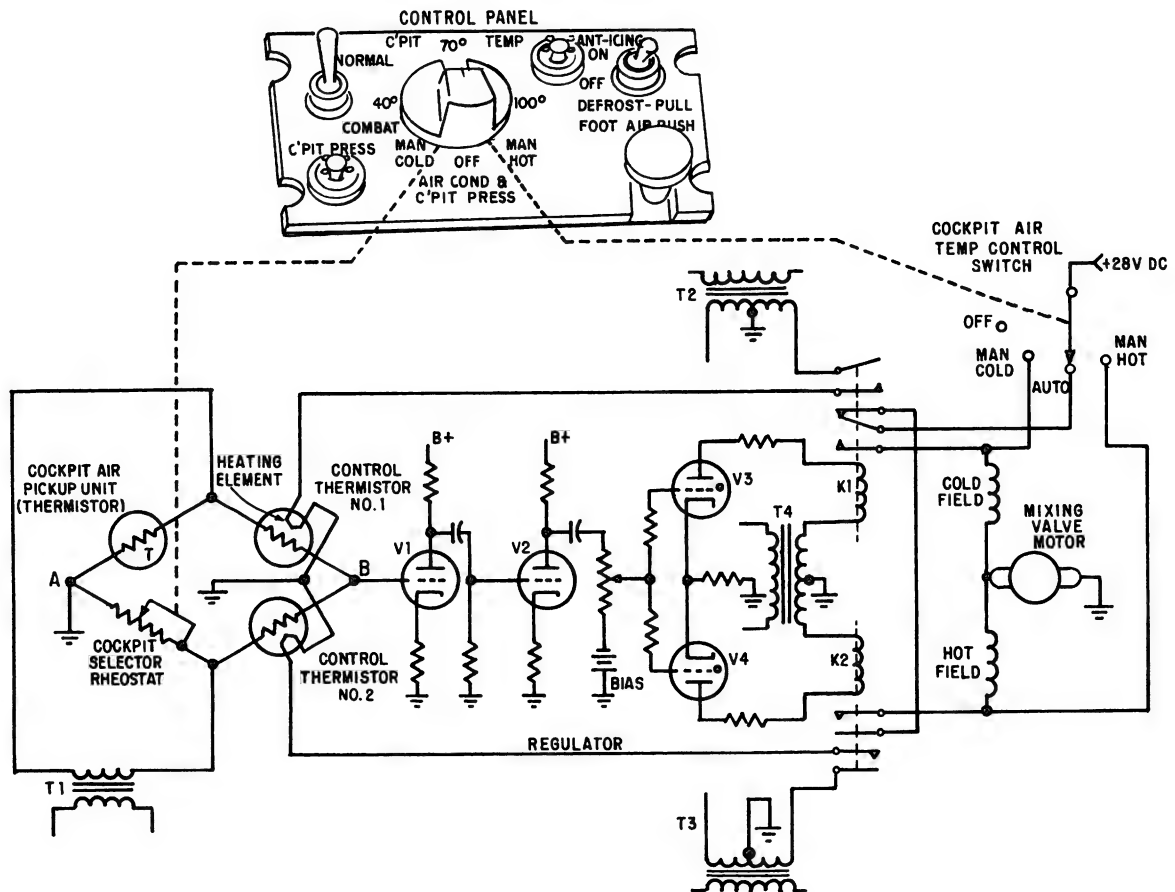 CONTROL PANEL
C'PIT 70° TEMP
ANT-ICING
ON
NORMAL
OFF
40°
100°
DEFROST-PULL
COMBAT
FOOT AIR PUSH
C'PIT PRESS
MAN COLD
OFF
MAN HOT
AIR COND &
C'PIT PRESS
COCKPIT AIR
TEMP CONTROL
SWITCH
+28V DC
T2
OFF
MAN
COLD
AUTO
MAN
HOT
COCKPIT AIR
PICKUP UNIT
(THERMISTOR)
HEATING
ELEMENT
CONTROL
THERMISTOR
NO.1
B+
B+
V3
K1
T4
COLD
FIELD
MIXING
VALVE
MOTOR
T
A
B
V1
V2
COCKPIT
SELECTOR
RHEOSTAT
CONTROL
THERMISTOR
NO.2
BIAS
V4
K2
HOT
FIELD
REGULATOR
T1
T3